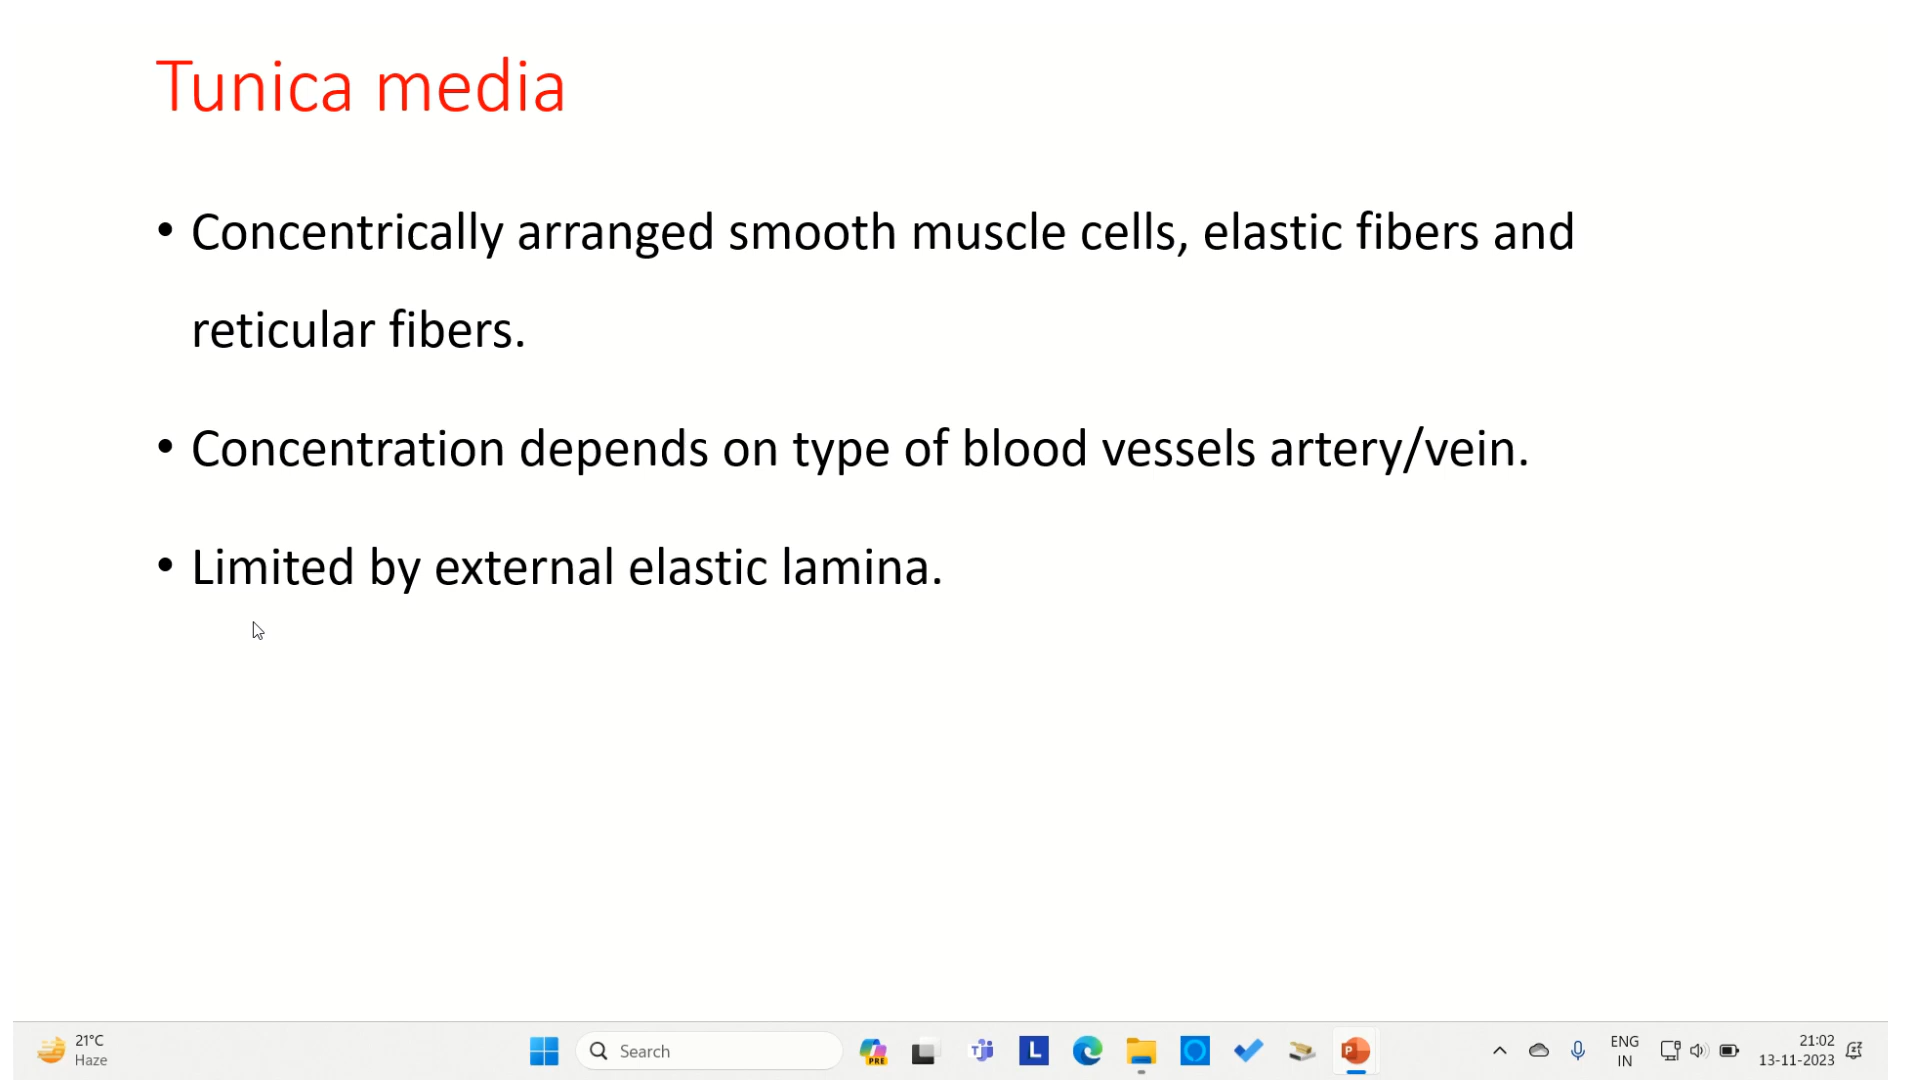 Tunica media
• Concentrically arranged smooth muscle cells, elastic fibers and
reticular fibers.
• Concentration depends on type of blood vessels artery/vein.
• Limited by external elastic lamina.
21°C
Haze
Search
PRE
L
P
ENG
IN
21:02
13-11-2023